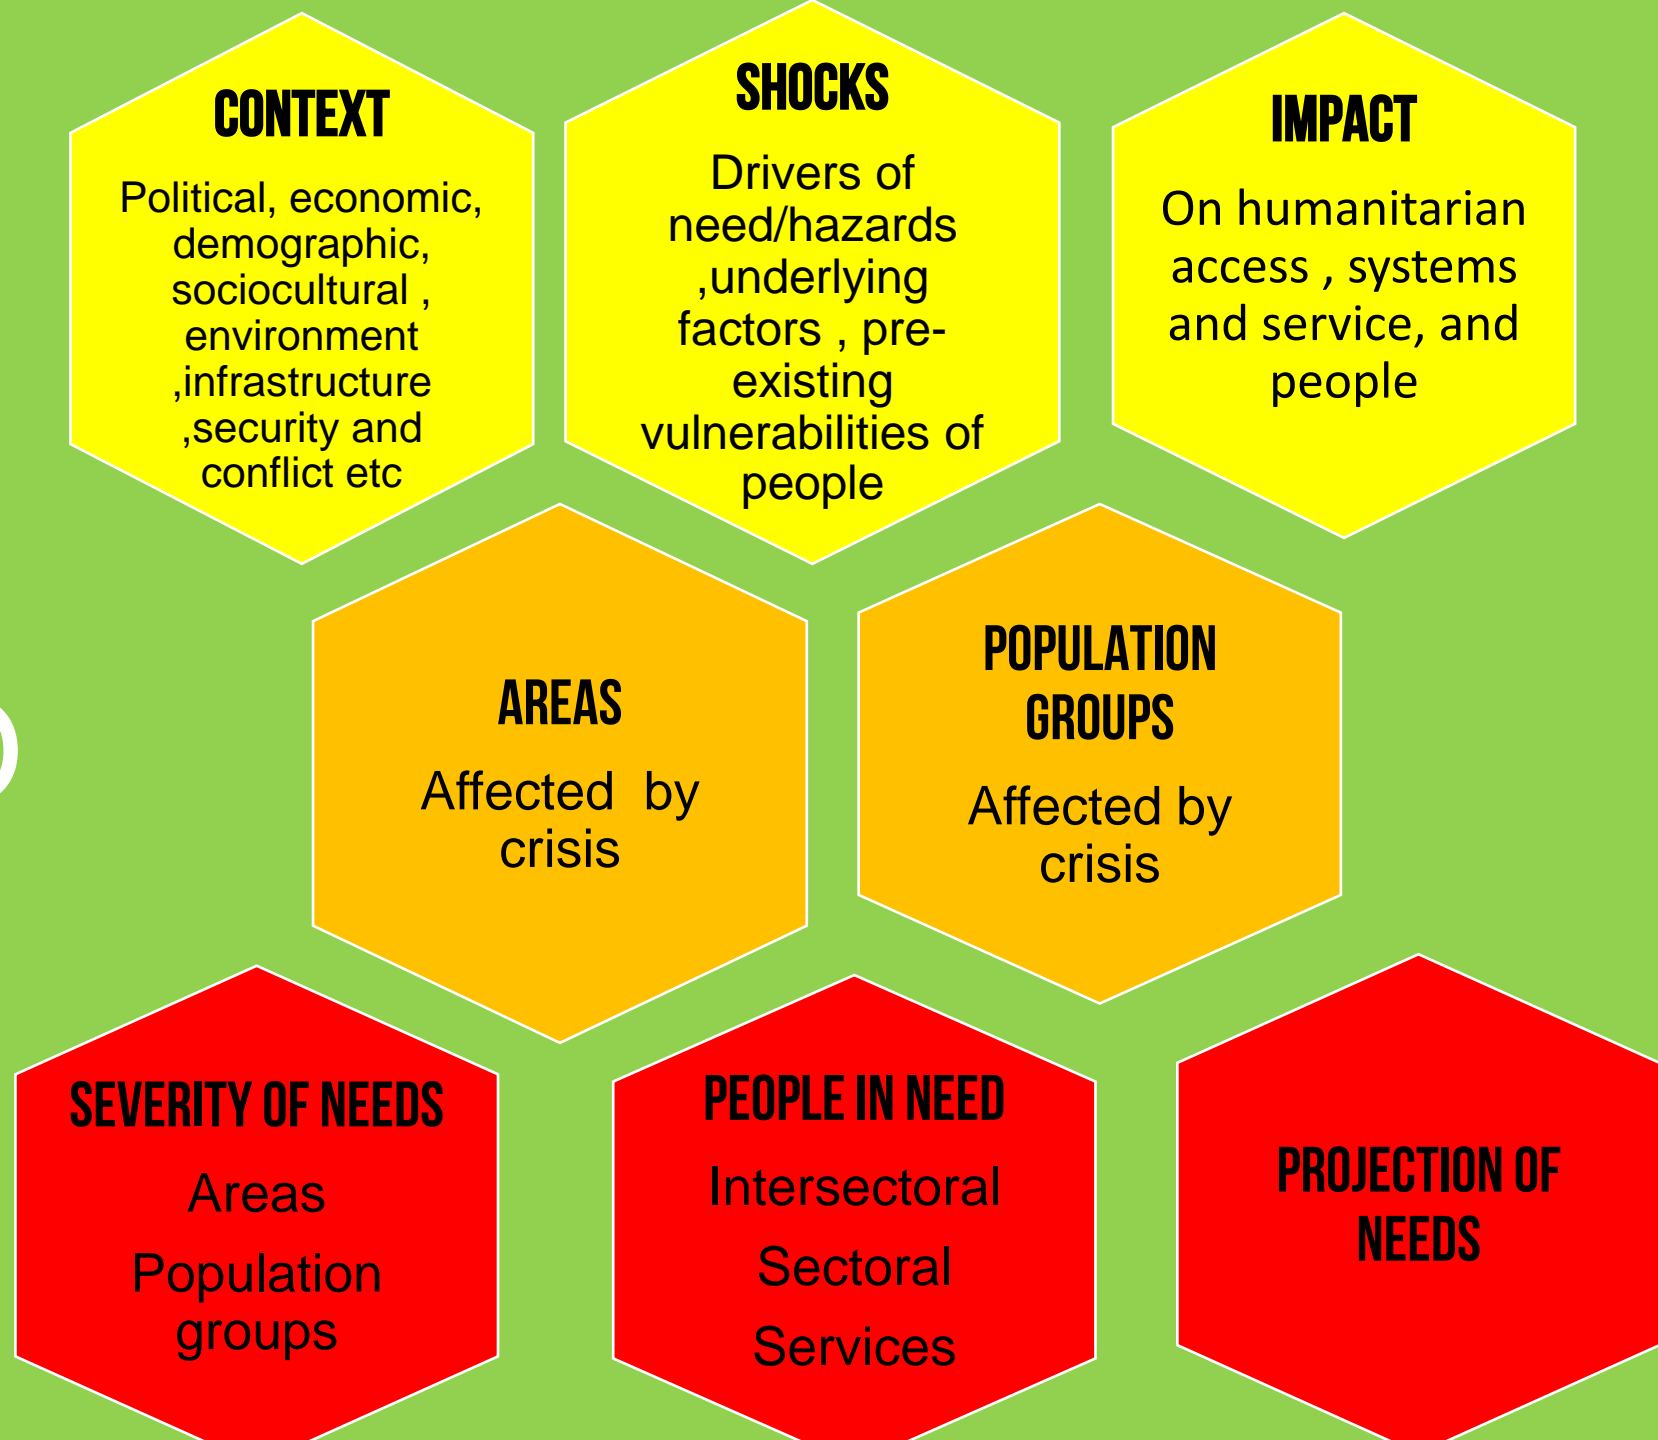 CONTEXT
Political, economic,
demographic,
sociocultural ,
environment
,infrastructure
,security and
conflict etc
SHOCKS
Drivers of
need/hazards
,underlying
factors , pre-
existing
vulnerabilities of
people
IMPACT
On humanitarian
access , systems
and service, and
people
AREAS
Affected  by
crisis
POPULATION
GROUPS
Affected by
crisis
SEVERITY OF NEEDS
Areas
Population
groups
PEOPLE IN NEED
Intersectoral
Sectoral
Services
PROJECTION OF
NEEDS